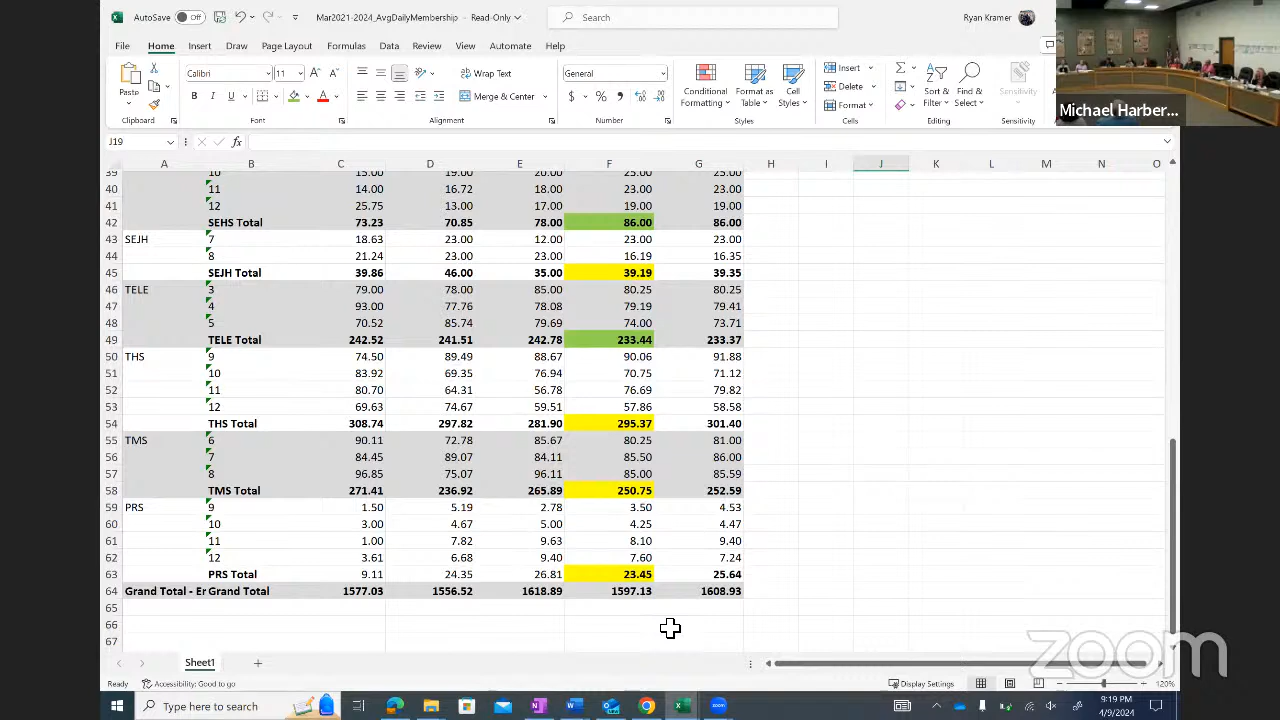 AutoSave Off Mar2021-2024_AvgDailyMembership - Read-Only Search Ryan Kramer
File Home Insert Draw Page Layout Formulas Data Review View Automate Help
Paste Calibri 11 Wrap Text General Conditional Formatting Format as Table Cell Styles Insert Sort & Filter Find & Select Sensitivity
B I U Merge & Center $ % Delete
Format
Clipboard Font Alignment Number Styles Cells Editing Sensitivity
Michael Harber...
J19 fx
A B C D E F G H I J K L M N O
39 10 15.00 19.00 20.00 25.00 25.00
40 11 14.00 16.72 18.00 23.00 23.00
41 12 25.75 13.00 17.00 19.00 19.00
42 SEHS Total 73.23 70.85 78.00 86.00 86.00
43 SEJH 7 18.63 23.00 12.00 23.00 23.00
44 8 21.24 23.00 23.00 16.19 16.35
45 SEJH Total 39.86 46.00 35.00 39.19 39.35
46 TELE 3 79.00 78.00 85.00 80.25 80.25
47 4 93.00 77.76 78.08 79.19 79.41
48 5 70.52 85.74 79.69 74.00 73.71
49 TELE Total 242.52 241.51 242.78 233.44 233.37
50 THS 9 74.50 89.49 88.67 90.06 91.88
51 10 83.92 69.35 76.94 70.75 71.12
52 11 80.70 64.31 56.78 76.69 79.82
53 12 69.63 74.67 59.51 57.86 58.58
54 THS Total 308.74 297.82 281.90 295.37 301.40
55 TMS 6 90.11 72.78 85.67 80.25 81.00
56 7 84.45 89.07 84.11 85.50 86.00
57 8 96.85 75.07 96.11 85.00 85.59
58 TMS Total 271.41 236.92 265.89 250.75 252.59
59 PRS 9 1.50 5.19 2.78 3.50 4.53
60 10 3.00 4.67 5.00 4.25 4.47
61 11 1.00 7.82 9.63 8.10 9.40
62 12 3.61 6.68 9.40 7.60 7.24
63 PRS Total 9.11 24.35 26.81 23.45 25.64
64 Grand Total - Er Grand Total 1577.03 1556.52 1618.89 1597.13 1608.93
65
66
67
Sheet1
zoom
Ready Accessibility: Good to go Display Settings 120%
Type here to search 9:19 PM
4/9/2024